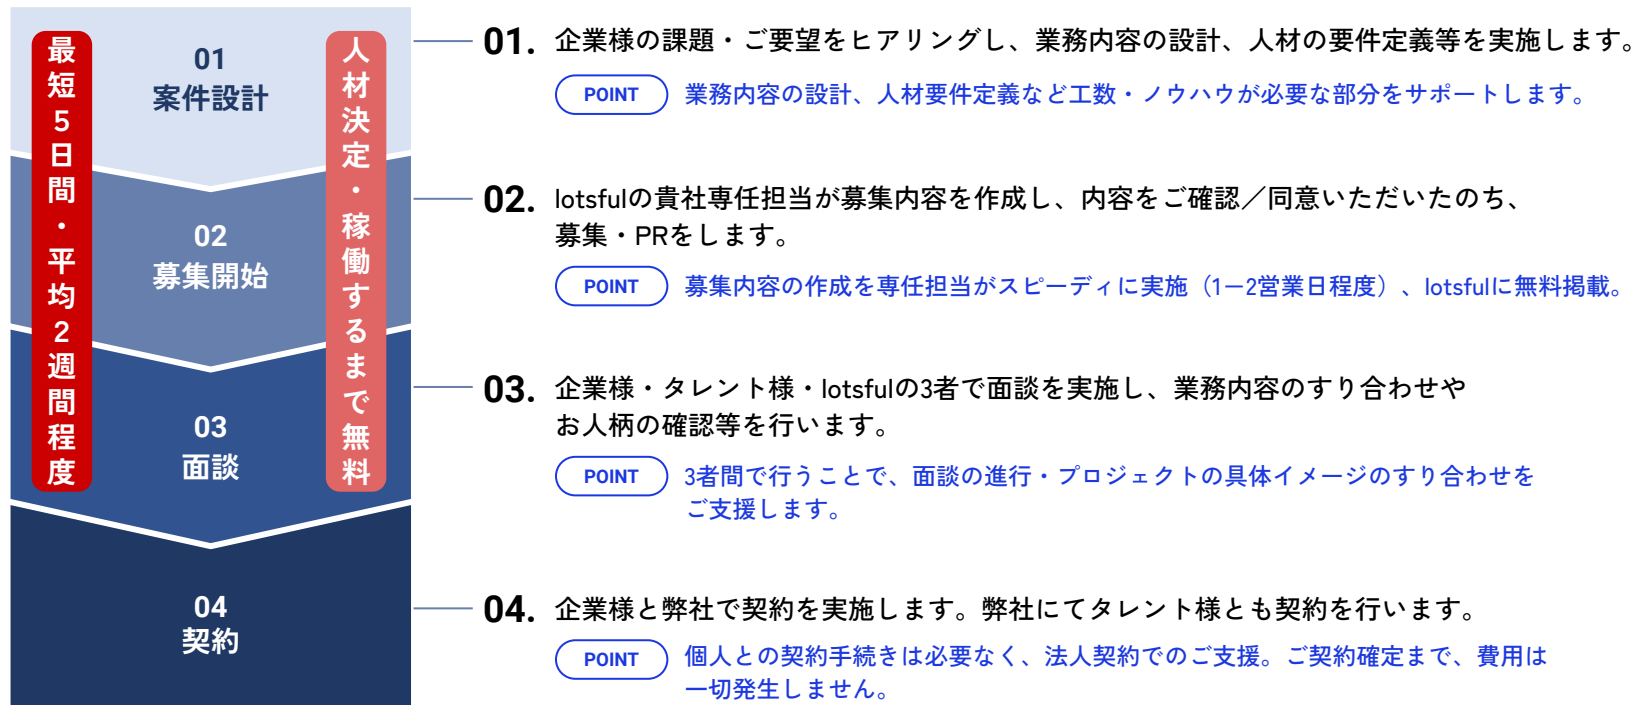 最短5日間・平均2週間程度
人材決定・稼働するまで無料
01
案件設計
01. 企業様の課題・ご要望をヒアリングし、業務内容の設計、人材の要件定義等を実施します。
POINT 業務内容の設計、人材要件定義など工数・ノウハウが必要な部分をサポートします。
02
募集開始
02. lotsfulの貴社専任担当が募集内容を作成し、内容をご確認／同意いただいたのち、
募集・PRをします。
POINT 募集内容の作成を専任担当がスピーディに実施（1ー2営業日程度）、lotsfulに無料掲載。
03
面談
03. 企業様・タレント様・lotsfulの3者で面談を実施し、業務内容のすり合わせや
お人柄の確認等を行います。
POINT 3者間で行うことで、面談の進行・プロジェクトの具体イメージのすり合わせを
ご支援します。
04
契約
04. 企業様と弊社で契約を実施します。弊社にてタレント様とも契約を行います。
POINT 個人との契約手続きは必要なく、法人契約でのご支援。ご契約確定まで、費用は
一切発生しません。